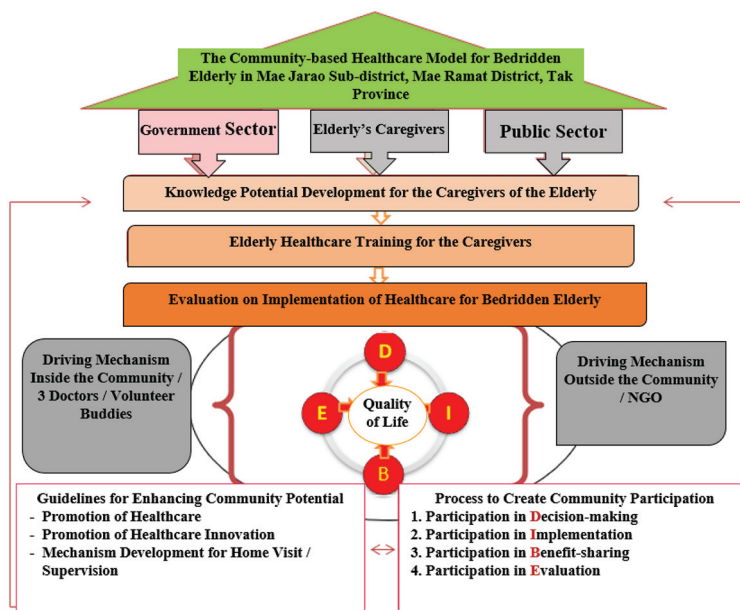 The Community-based Healthcare Model for Bedridden
Elderly in Mae Jarao Sub-district, Mae Ramat District, Tak
Province
Government Sector
Elderly's Caregivers
Public Sector
Knowledge Potential Development for the Caregivers of the Elderly
Elderly Healthcare Training for the Caregivers
Evaluation on Implementation of Healthcare for Bedridden Elderly
Driving Mechanism
Inside the Community /
3 Doctors / Volunteer
Buddies
D
E
Quality
of Life
I
B
Driving Mechanism
Outside the Community
/ NGO
Guidelines for Enhancing Community Potential
- Promotion of Healthcare
- Promotion of Healthcare Innovation
- Mechanism Development for Home Visit /
Supervision
Process to Create Community Participation
1. Participation in Decision-making
2. Participation in Implementation
3. Participation in Benefit-sharing
4. Participation in Evaluation